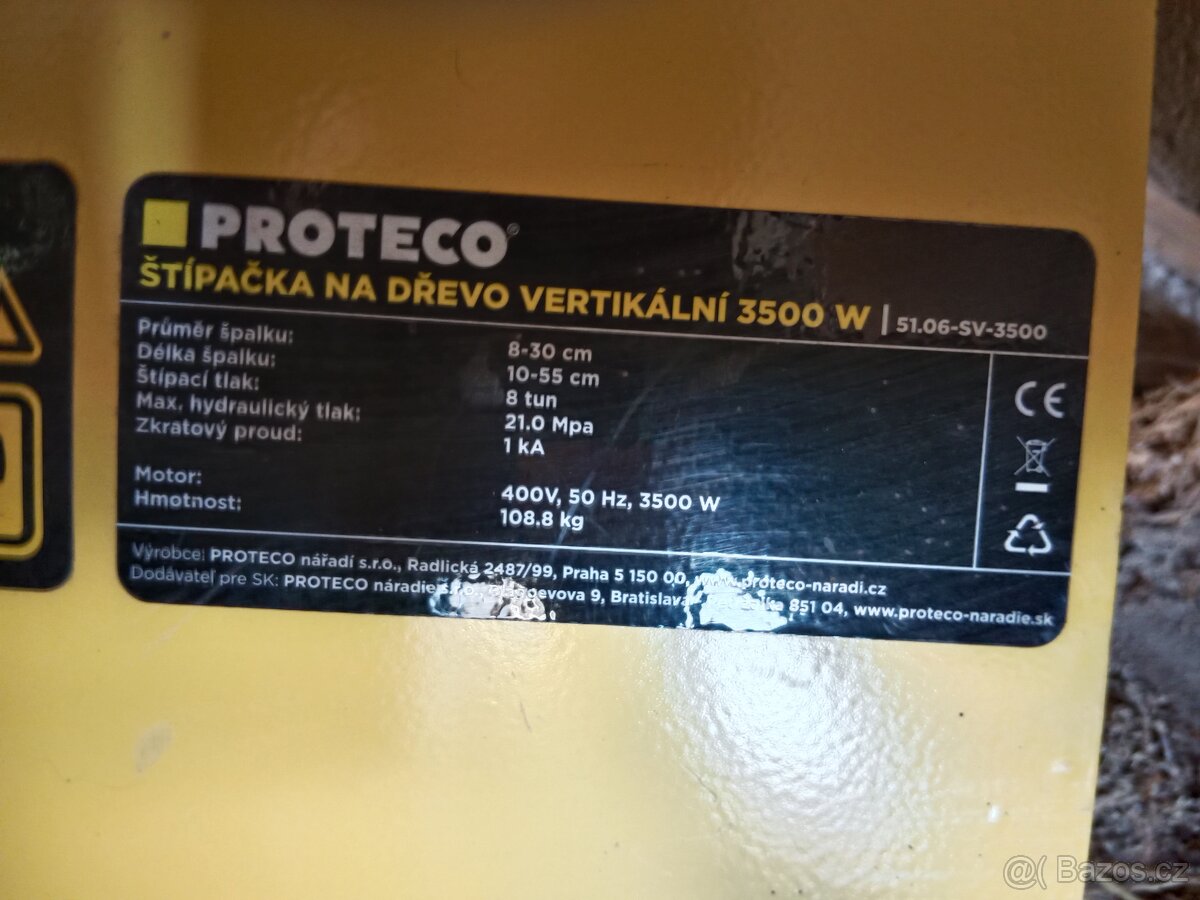 PROTECO®
ŠTÍPAČKA NA DŘEVO VERTIKÁLNÍ 3500 W | 51.06-SV-3500
Průměr špalku: 8-30 cm
Délka špalku: 10-55 cm
Štípací tlak: 8 tun
Max. hydraulický tlak: 21.0 Mpa
Zkratový proud: 1 kA
Motor: 400V, 50 Hz, 3500 W
Hmotnost: 108.8 kg
CE
Výrobce: PROTECO nářadí s.r.o., Radlická 2487/99, Praha 5 150 00, www.proteco-naradi.cz
Dodávateľ pre SK: PROTECO náradie s.r.o., 9, Bratislava 851 04, www.proteco-naradie.sk
@( Bazos.cz